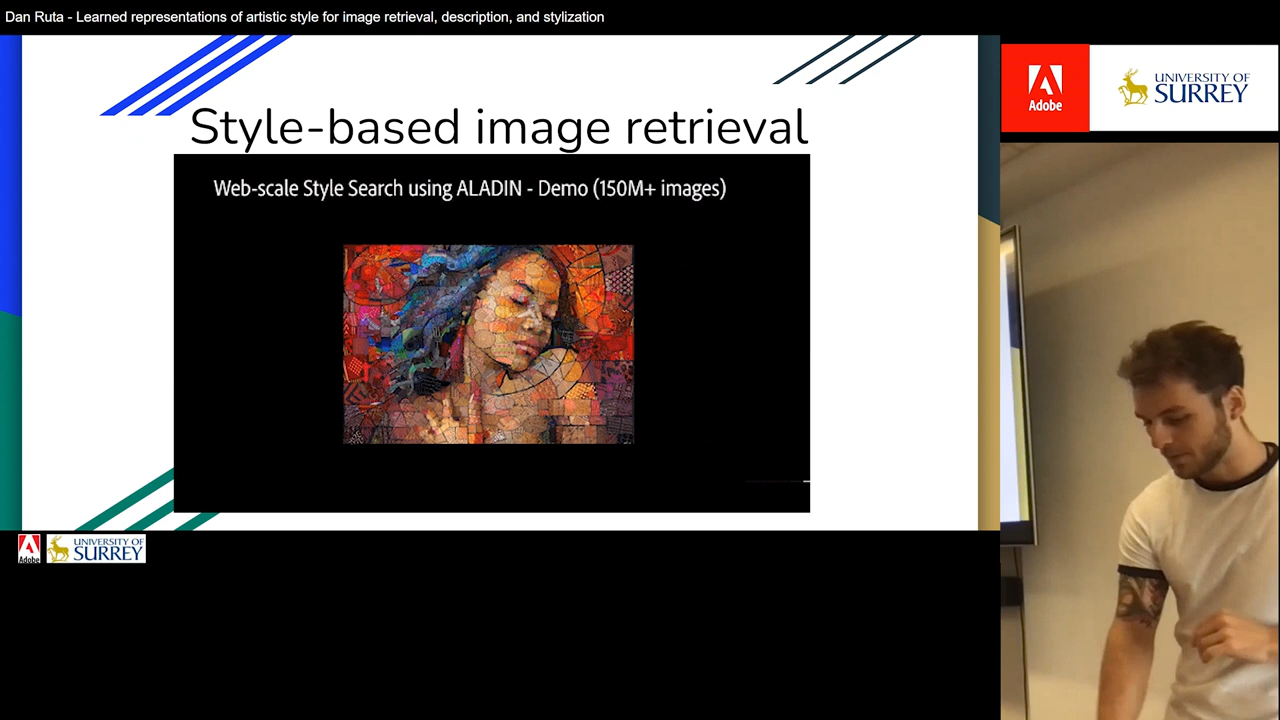 Dan Ruta - Learned representations of artistic style for image retrieval, description, and stylization
Style-based image retrieval
Web-scale Style Search using ALADIN - Demo (150M+ images)
Adobe
UNIVERSITY OF
SURREY
Adobe
UNIVERSITY OF
SURREY